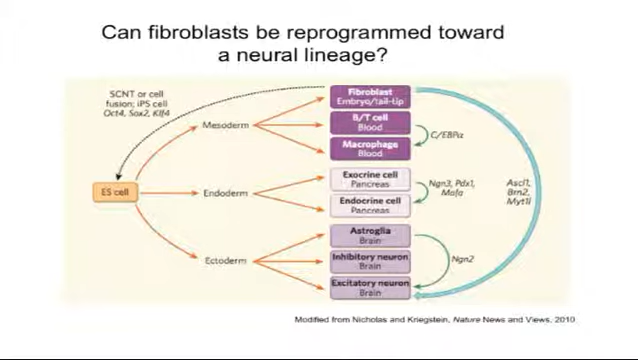 Can fibroblasts be reprogrammed toward
a neural lineage?
SCNT or cell
fusion; iPS cell
Oct4, Sox2, Klf4
ES cell
Mesoderm
Endoderm
Ectoderm
Fibroblast
Embryo/tail-tip
B/T cell
Blood
Macrophage
Blood
C/EBPα
Exocrine cell
Pancreas
Endocrine cell
Pancreas
Ngn3, Pdx1,
Mafa
Astroglia
Brain
Inhibitory neuron
Brain
Excitatory neuron
Brain
Ngn2
Ascl1,
Brn2,
Myt1l
Modified from Nicholas and Kriegstein, Nature News and Views, 2010